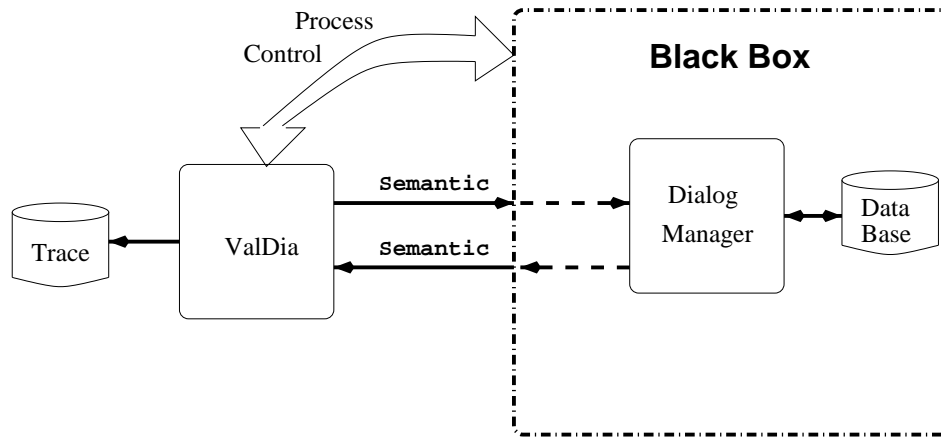 Process
Control
Black Box
Semantic
Dialog
Manager
Data
Base
Trace
ValDia
Semantic